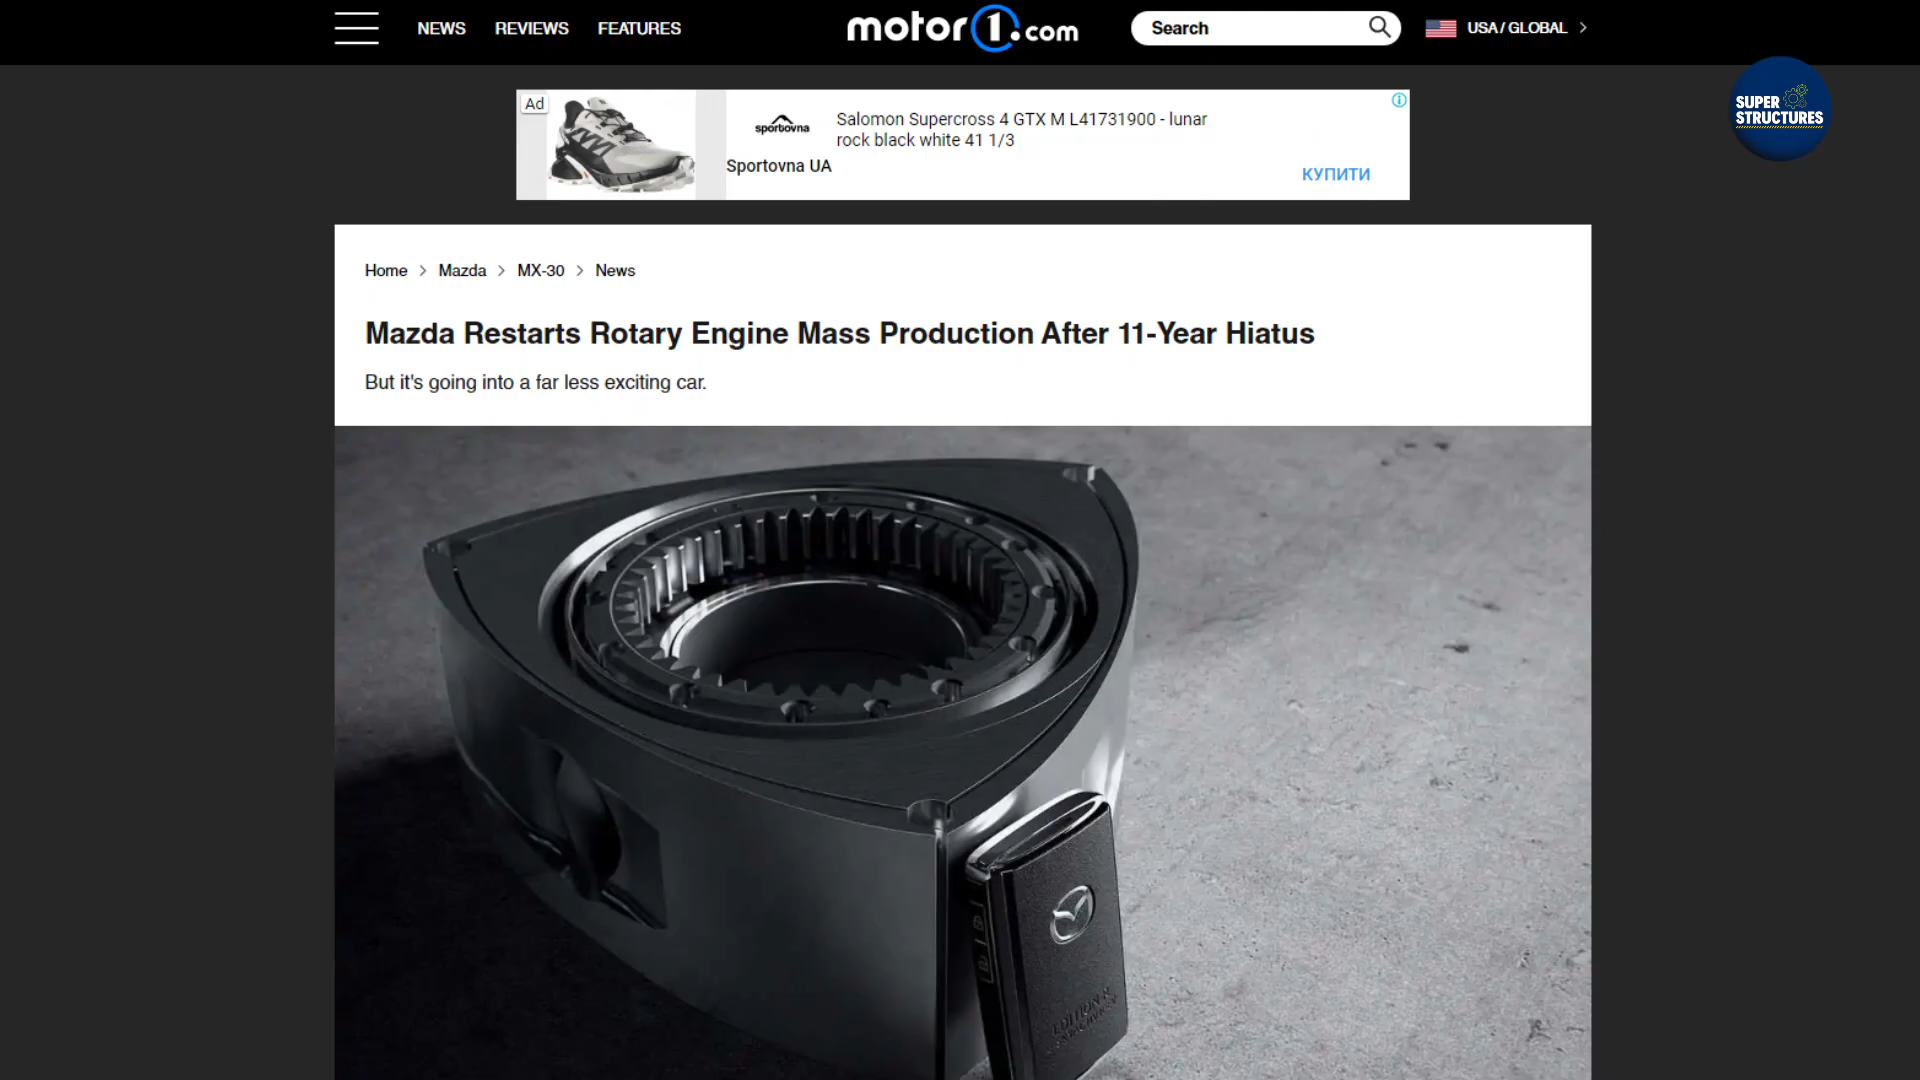 NEWS REVIEWS FEATURES motor1.com Search USA / GLOBAL
SUPER
STRUCTURES
Ad
sportovna
Sportovna UA
Salomon Supercross 4 GTX M L41731900 - lunar
rock black white 41 1/3
КУПИТИ
Home > Mazda > MX-30 > News
Mazda Restarts Rotary Engine Mass Production After 11-Year Hiatus
But it's going into a far less exciting car.
EDITION R